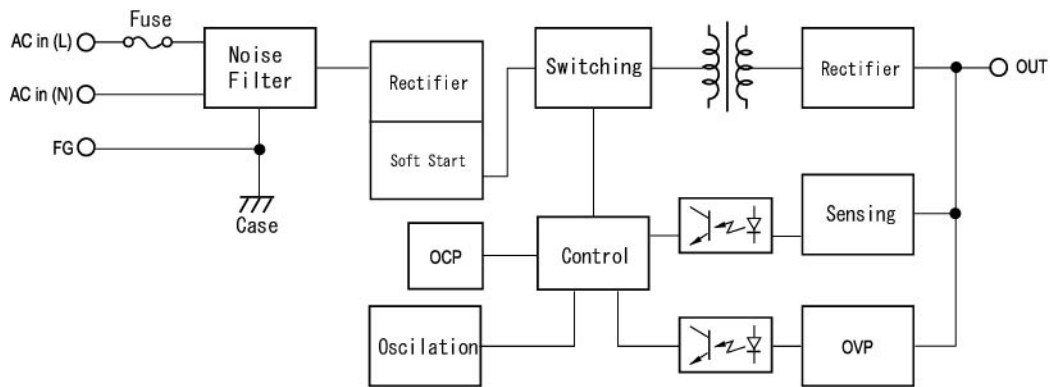 Fuse
AC in (L)
Noise
Filter
AC in (N)
FG
Case
Rectifier
Soft Start
Switching
Rectifier
OUT
Sensing
Control
OCP
Oscilation
OVP